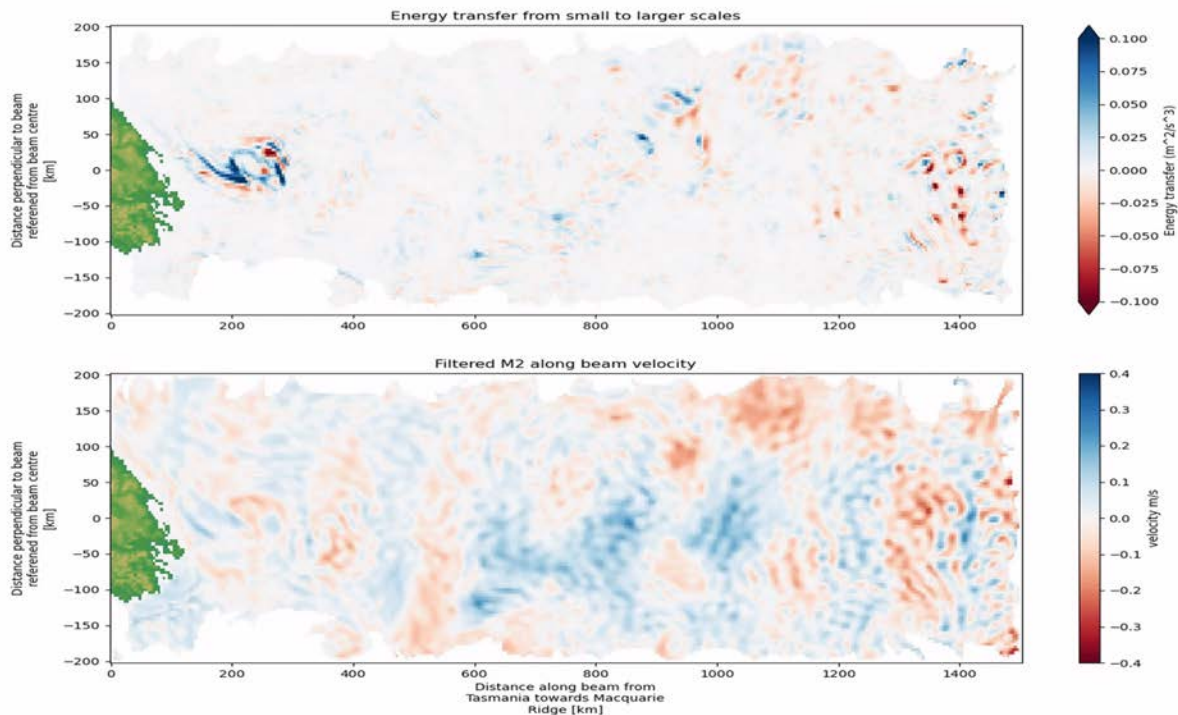 Energy transfer from small to larger scales
200
150
100
50
0
−50
−100
−150
−200
Distance perpendicular to beam
referened from beam centre
[km]
0 200 400 600 800 1000 1200 1400
0.100
0.075
0.050
0.025
0.000
−0.025
−0.050
−0.075
−0.100
Energy transfer (m^2/s^3)
Filtered M2 along beam velocity
200
150
100
50
0
−50
−100
−150
−200
Distance perpendicular to beam
referened from beam centre
[km]
0 200 400 600 800 1000 1200 1400
Distance along beam from
Tasmania towards Macquarie
Ridge [km]
0.4
0.3
0.2
0.1
0.0
−0.1
−0.2
−0.3
−0.4
velocity m/s